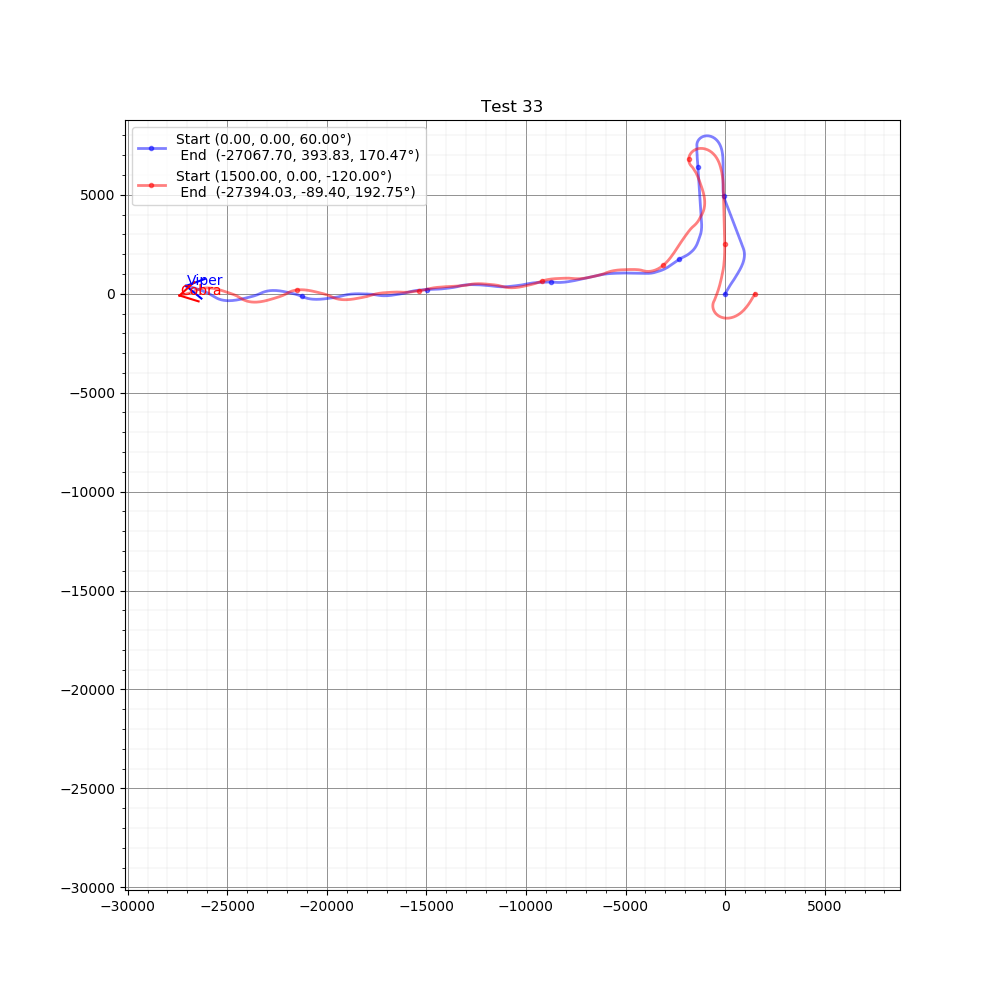 Test 33
Start (0.00, 0.00, 60.00°)
End (-27067.70, 393.83, 170.47°)
Start (1500.00, 0.00, -120.00°)
End (-27394.03, -89.40, 192.75°)
5000
0
−5000
−10000
−15000
−20000
−25000
−30000
Viper
−30000 −25000 −20000 −15000 −10000 −5000 0 5000